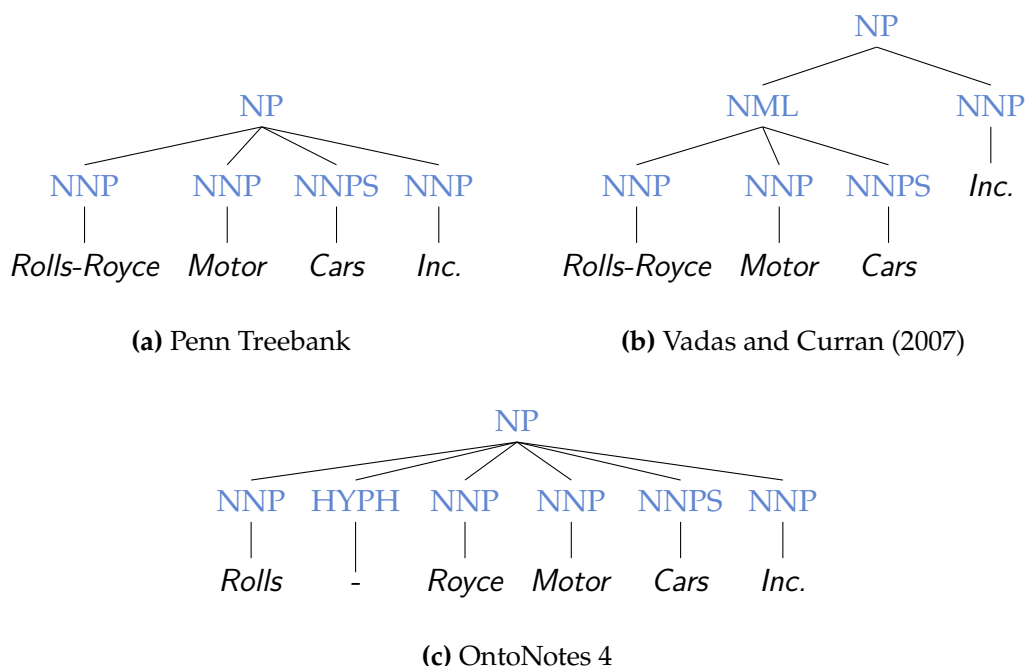 NP
NML NNP
NP
NNP NNP NNPS NNP
NNP NNP NNPS Inc.
Rolls-Royce Motor Cars Inc.
Rolls-Royce Motor Cars
(a) Penn Treebank
(b) Vadas and Curran (2007)
NP
NNP HYPH NNP NNP NNPS NNP
Rolls - Royce Motor Cars Inc.
(c) OntoNotes 4